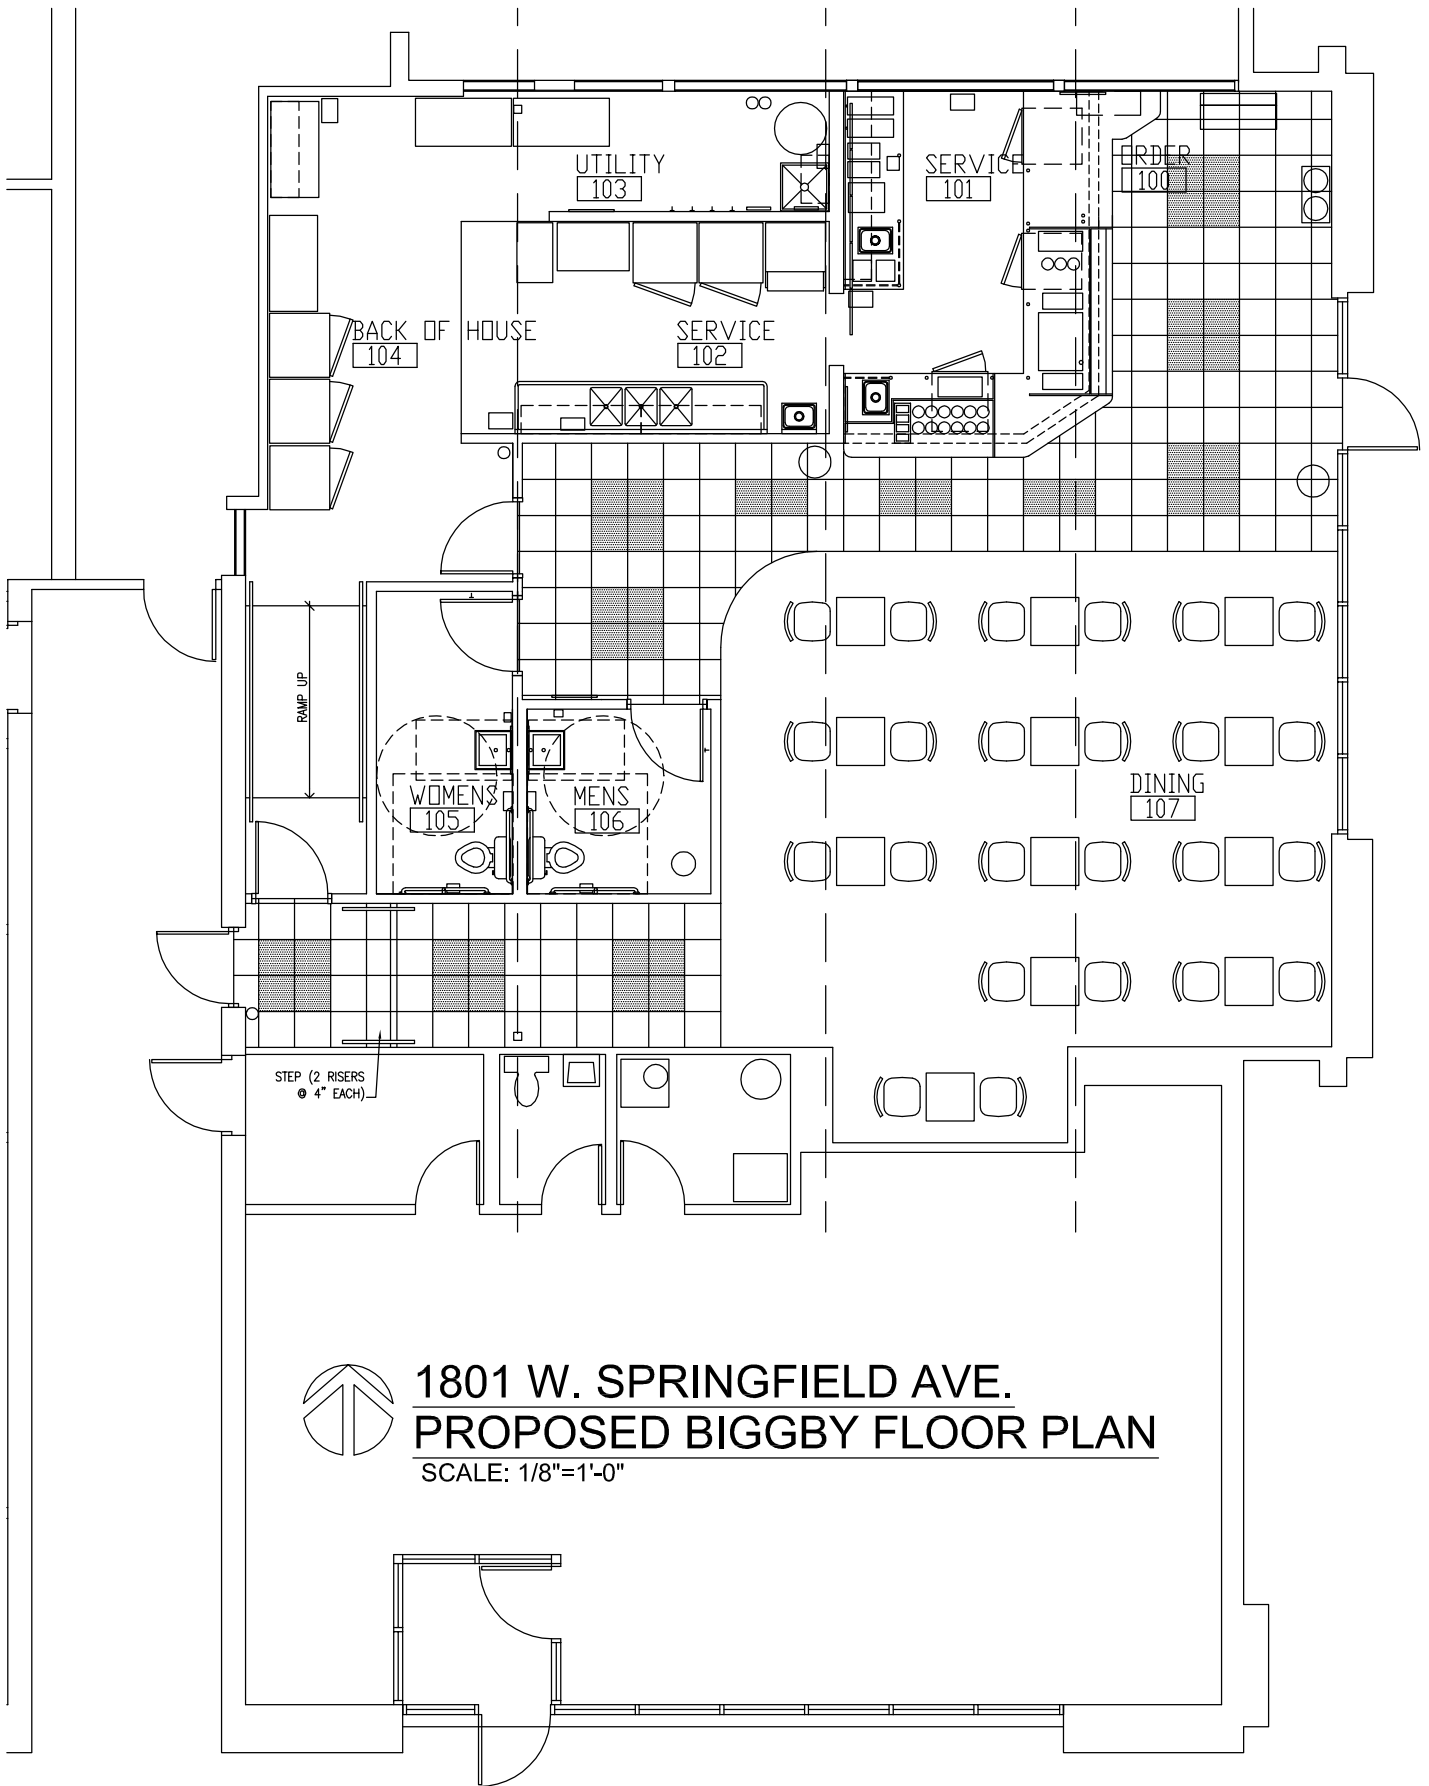 UTILITY
103
SERVICE
101
ORDER
100
BACK OF HOUSE
104
SERVICE
102
RAMP UP
WOMENS
105
MENS
106
DINING
107
STEP (2 RISERS
@ 4" EACH)
1801 W. SPRINGFIELD AVE.
PROPOSED BIGGBY FLOOR PLAN
SCALE: 1/8"=1'-0"